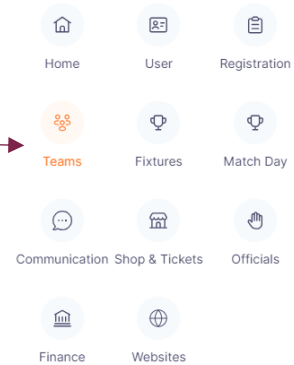 Home User Registration
Teams Fixtures Match Day
Communication Shop & Tickets Officials
Finance Websites